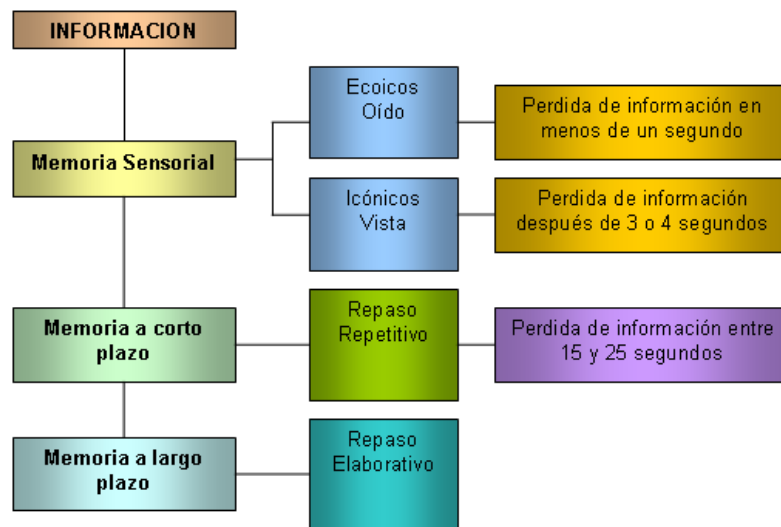 INFORMACION
Ecoicos
Oído
Perdida de información en
menos de un segundo
Memoria Sensorial
Icónicos
Vista
Perdida de información
después de 3 o 4 segundos
Memoria a corto
plazo
Repaso
Repetitivo
Perdida de información entre
15 y 25 segundos
Memoria a largo
plazo
Repaso
Elaborativo